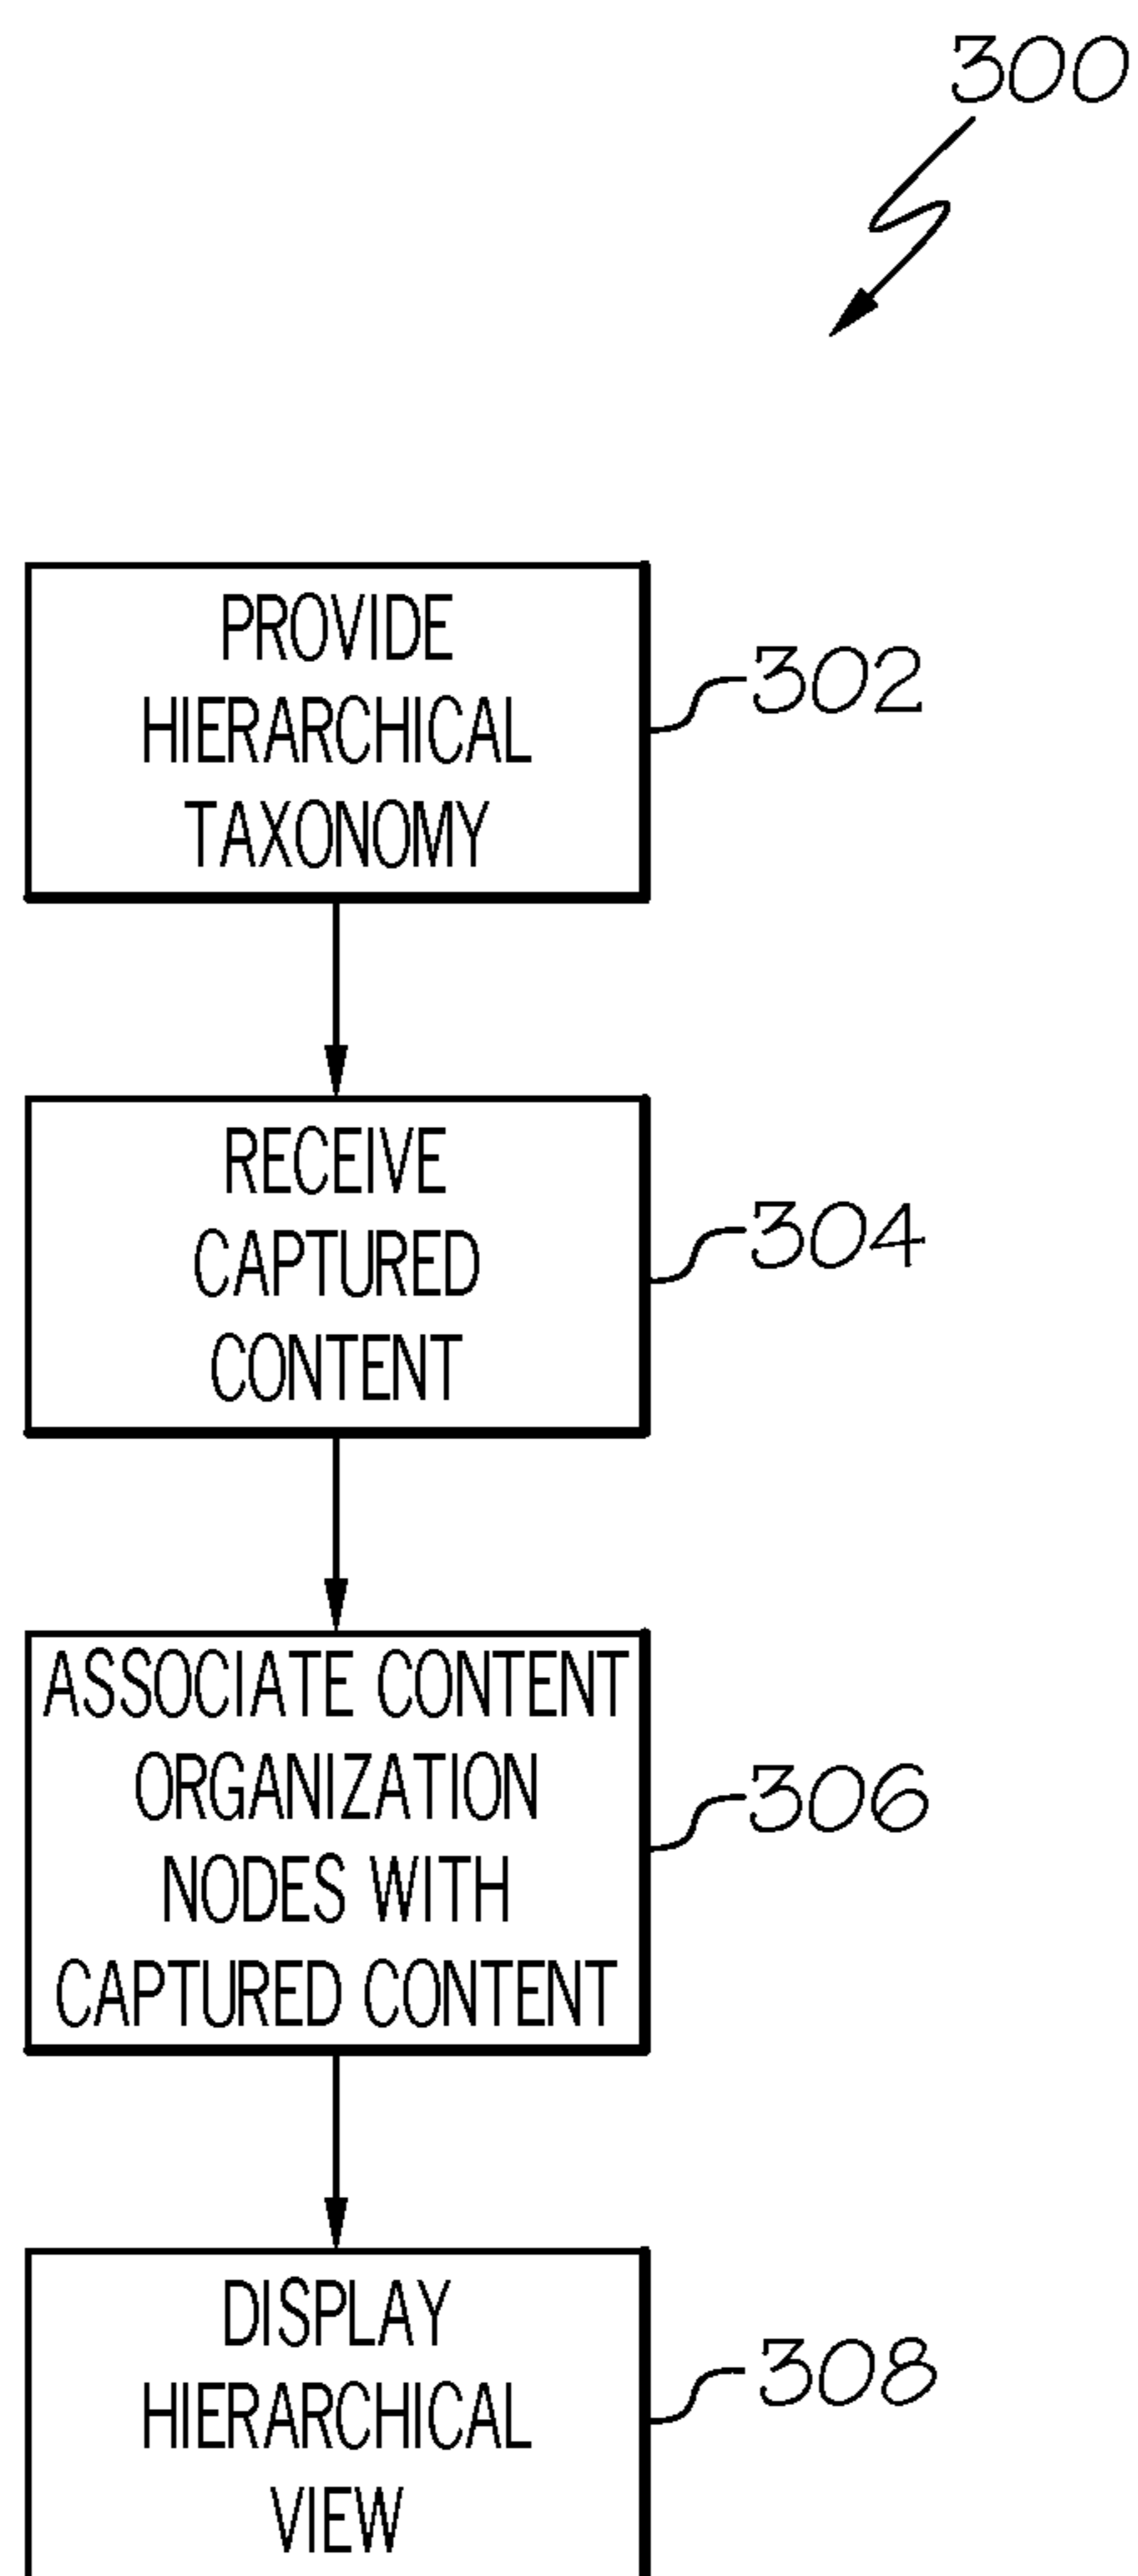 300
PROVIDE
HIERARCHICAL
TAXONOMY
302
RECEIVE
CAPTURED
CONTENT
304
ASSOCIATE CONTENT
ORGANIZATION
NODES WITH
CAPTURED CONTENT
306
DISPLAY
HIERARCHICAL
VIEW
308